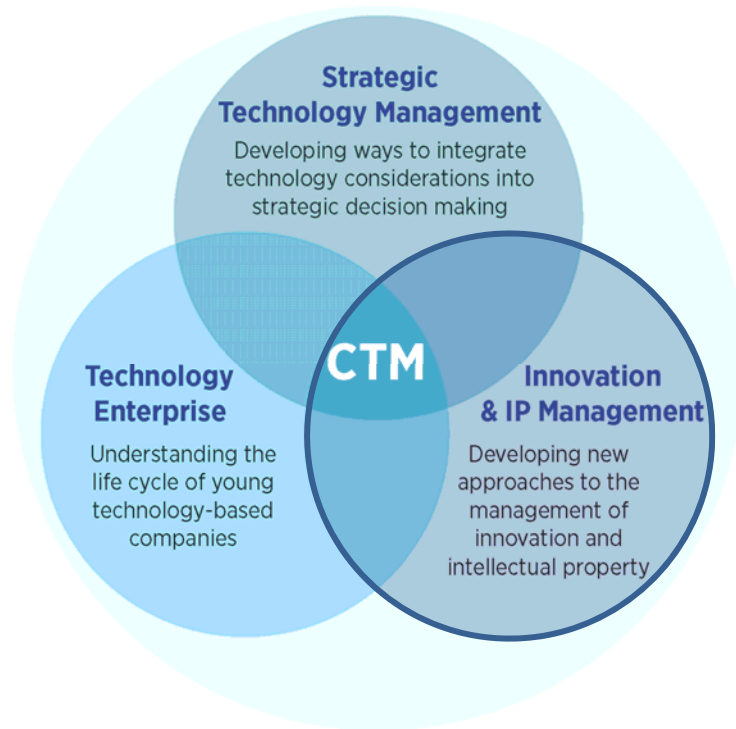 Strategic
Technology Management
Developing ways to integrate
technology considerations into
strategic decision making
CTM
Technology
Enterprise
Understanding the
life cycle of young
technology-based
companies
Innovation
& IP Management
Developing new
approaches to the
management of
innovation and
intellectual property